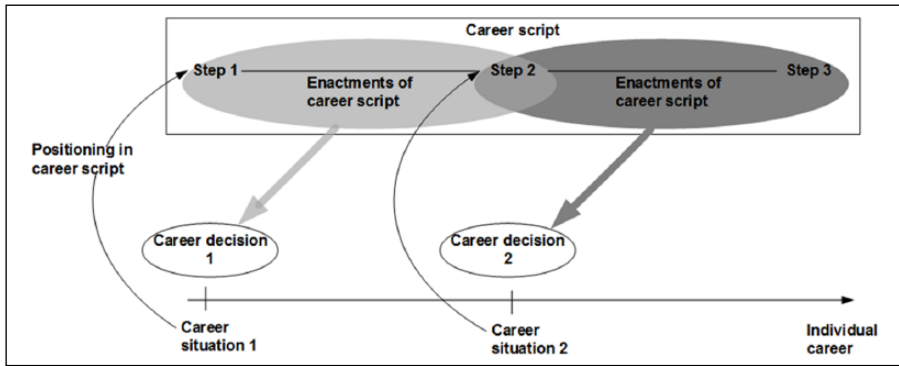 Career script
Step 1
Step 2
Step 3
Enactments of
career script
Enactments of
career script
Positioning in
career script
Career decision
1
Career decision
2
Career
situation 1
Career
situation 2
Individual
career